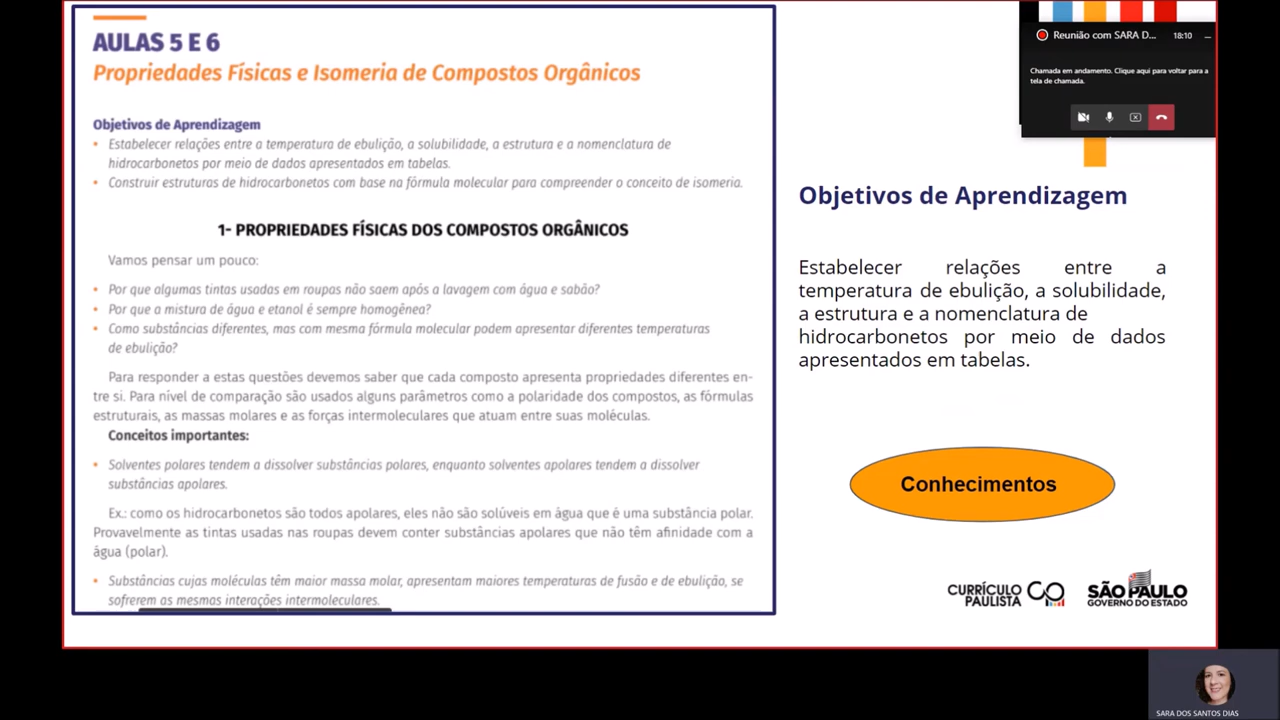 AULAS 5 E 6
Propriedades Físicas e Isomeria de Compostos Orgânicos
Objetivos de Aprendizagem
• Estabelecer relações entre a temperatura de ebulição, a solubilidade, a estrutura e a nomenclatura de
hidrocarbonetos por meio de dados apresentados em tabelas.
• Construir estruturas de hidrocarbonetos com base na fórmula molecular para compreender o conceito de isomeria.
1- PROPRIEDADES FÍSICAS DOS COMPOSTOS ORGÂNICOS
Vamos pensar um pouco:
• Por que algumas tintas usadas em roupas não saem após a lavagem com água e sabão?
• Por que a mistura de água e etanol é sempre homogênea?
• Como substâncias diferentes, mas com mesma fórmula molecular podem apresentar diferentes temperaturas
de ebulição?
Para responder a estas questões devemos saber que cada composto apresenta propriedades diferentes en-
tre si. Para nível de comparação são usados alguns parâmetros como a polaridade dos compostos, as fórmulas
estruturais, as massas molares e as forças intermoleculares que atuam entre suas moléculas.
Conceitos importantes:
• Solventes polares tendem a dissolver substâncias polares, enquanto solventes apolares tendem a dissolver
substâncias apolares.
Ex.: como os hidrocarbonetos são todos apolares, eles não são solúveis em água que é uma substância polar.
Provavelmente as tintas usadas nas roupas devem conter substâncias apolares que não têm afinidade com a
água (polar).
• Substâncias cujas moléculas têm maior massa molar, apresentam maiores temperaturas de fusão e de ebulição, se
sofrerem as mesmas interações intermoleculares.
Reunião com SARA D... 18:10
Chamada em andamento. Clique aqui para voltar para a
tela de chamada.
Objetivos de Aprendizagem
Estabelecer relações entre a
temperatura de ebulição, a solubilidade,
a estrutura e a nomenclatura de
hidrocarbonetos por meio de dados
apresentados em tabelas.
Conhecimentos
CURRÍCULO
PAULISTA
SÃO PAULO
GOVERNO DO ESTADO
SARA DOS SANTOS DIAS